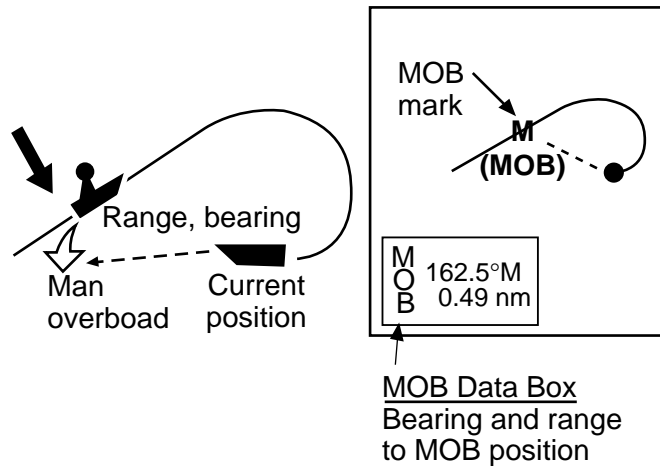 Range, bearing
Man
overboad
Current
position
MOB
mark
M
(MOB)
M
O
B
162.5°M
0.49 nm
MOB Data Box
Bearing and range
to MOB position